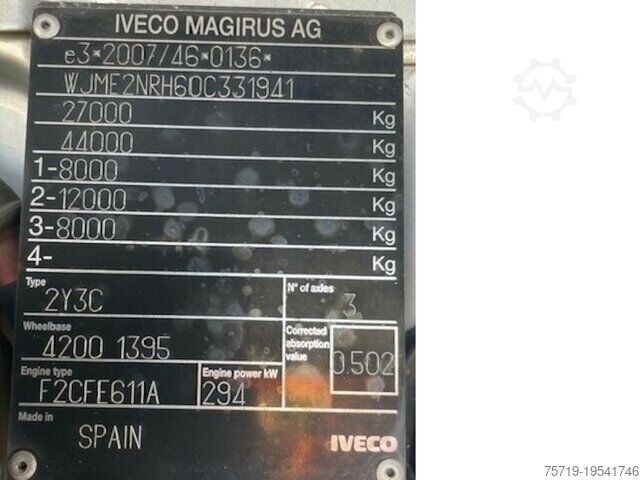 IVECO MAGIRUS AG
e3*2007/46*0136*
WJME2NRH60C331941
27000 Kg
44000 Kg
1-8000 Kg
2-12000 Kg
3-8000 Kg
4- Kg
Type
2Y3C
N° of axles
3
Wheelbase
4200 1395
Corrected absorption value
0.502
Engine type
F2CFE611A
Engine power kW
294
Made in
SPAIN
IVECO
75719-19541746